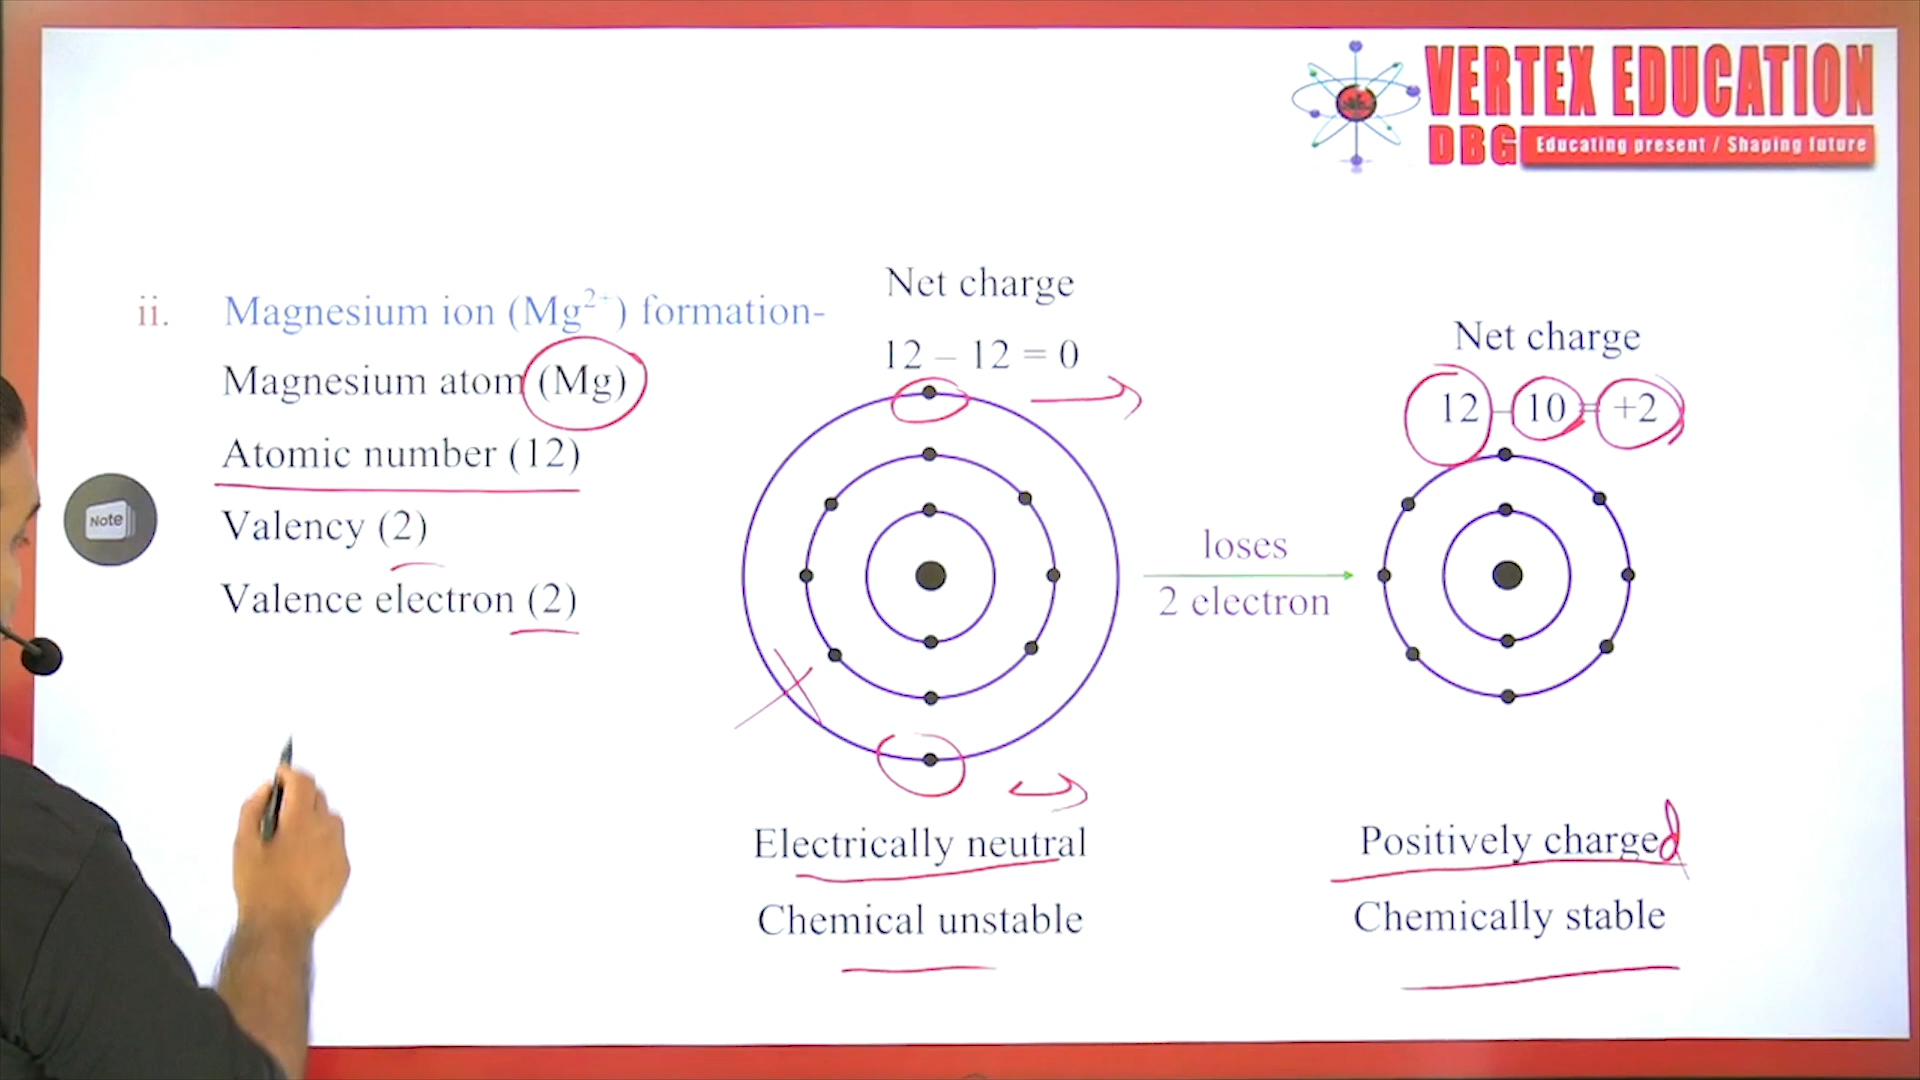 VERTEX EDUCATION
DBG Educating present / Shaping future
ii. Magnesium ion (Mg²⁺) formation-
Magnesium atom (Mg)
Atomic number (12)
Valency (2)
Valence electron (2)
Note
Net charge
12 – 12 = 0
Electrically neutral
Chemical unstable
loses
2 electron
Net charge
12 – 10 = +2
Positively charged
Chemically stable